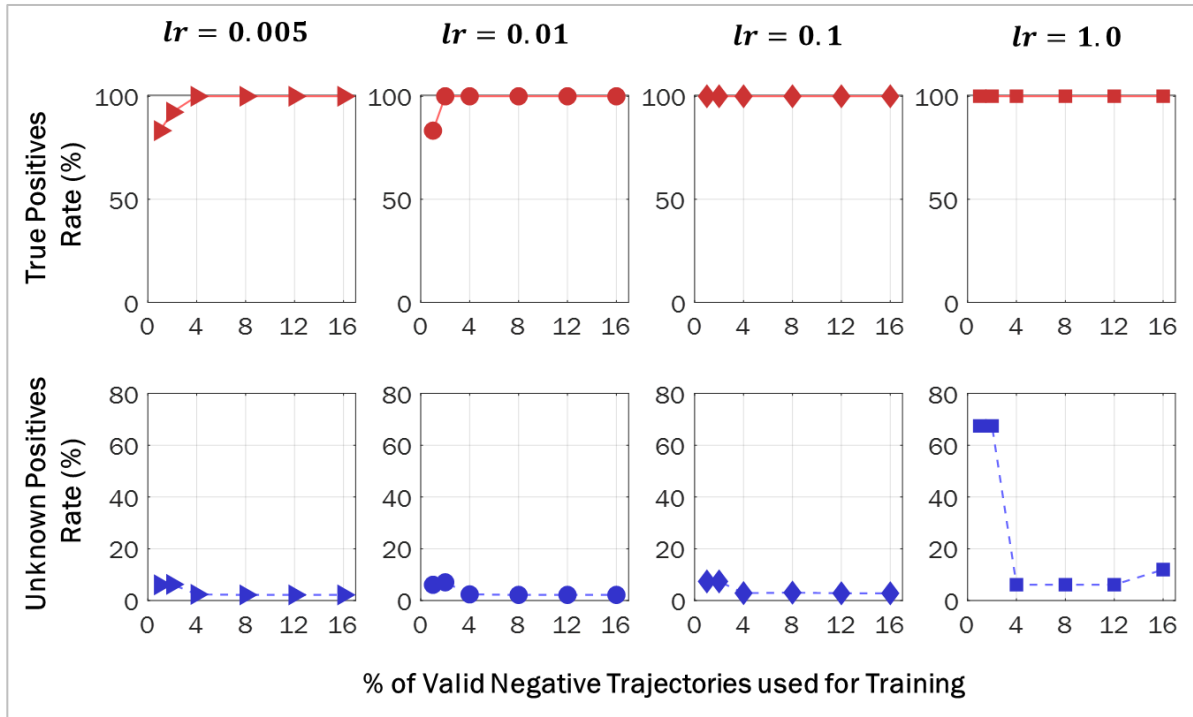 lr = 0.005 lr = 0.01 lr = 0.1 lr = 1.0
True Positives
Rate (%)
100 100 100 100
50 50 50 50
0 0 0 0
0 4 8 12 16 0 4 8 12 16 0 4 8 12 16 0 4 8 12 16
Unknown Positives
Rate (%)
80 80 80 80
60 60 60 60
40 40 40 40
20 20 20 20
0 0 0 0
0 4 8 12 16 0 4 8 12 16 0 4 8 12 16 0 4 8 12 16
% of Valid Negative Trajectories used for Training